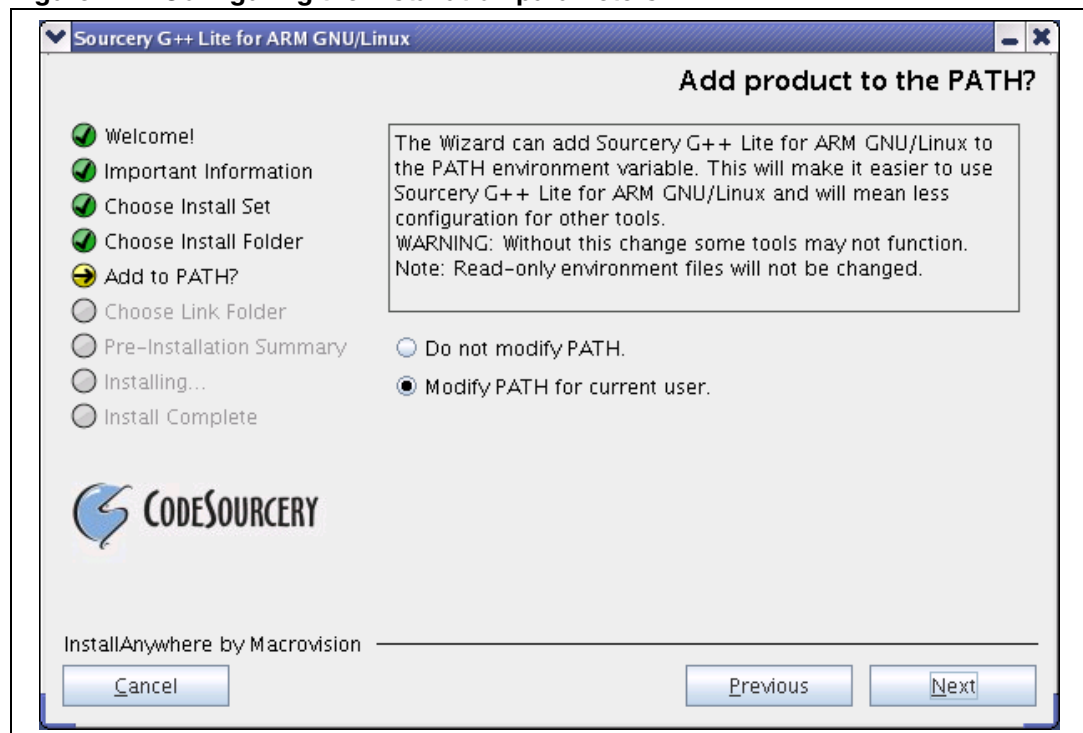 Sourcery G++ Lite for ARM GNU/Linux
Add product to the PATH?
Welcome!
Important Information
Choose Install Set
Choose Install Folder
Add to PATH?
Choose Link Folder
Pre-Installation Summary
Installing...
Install Complete
The Wizard can add Sourcery G++ Lite for ARM GNU/Linux to
the PATH environment variable. This will make it easier to use
Sourcery G++ Lite for ARM GNU/Linux and will mean less
configuration for other tools.
WARNING: Without this change some tools may not function.
Note: Read-only environment files will not be changed.
Do not modify PATH.
Modify PATH for current user.
CODESOURCERY
InstallAnywhere by Macrovision
Cancel
Previous
Next